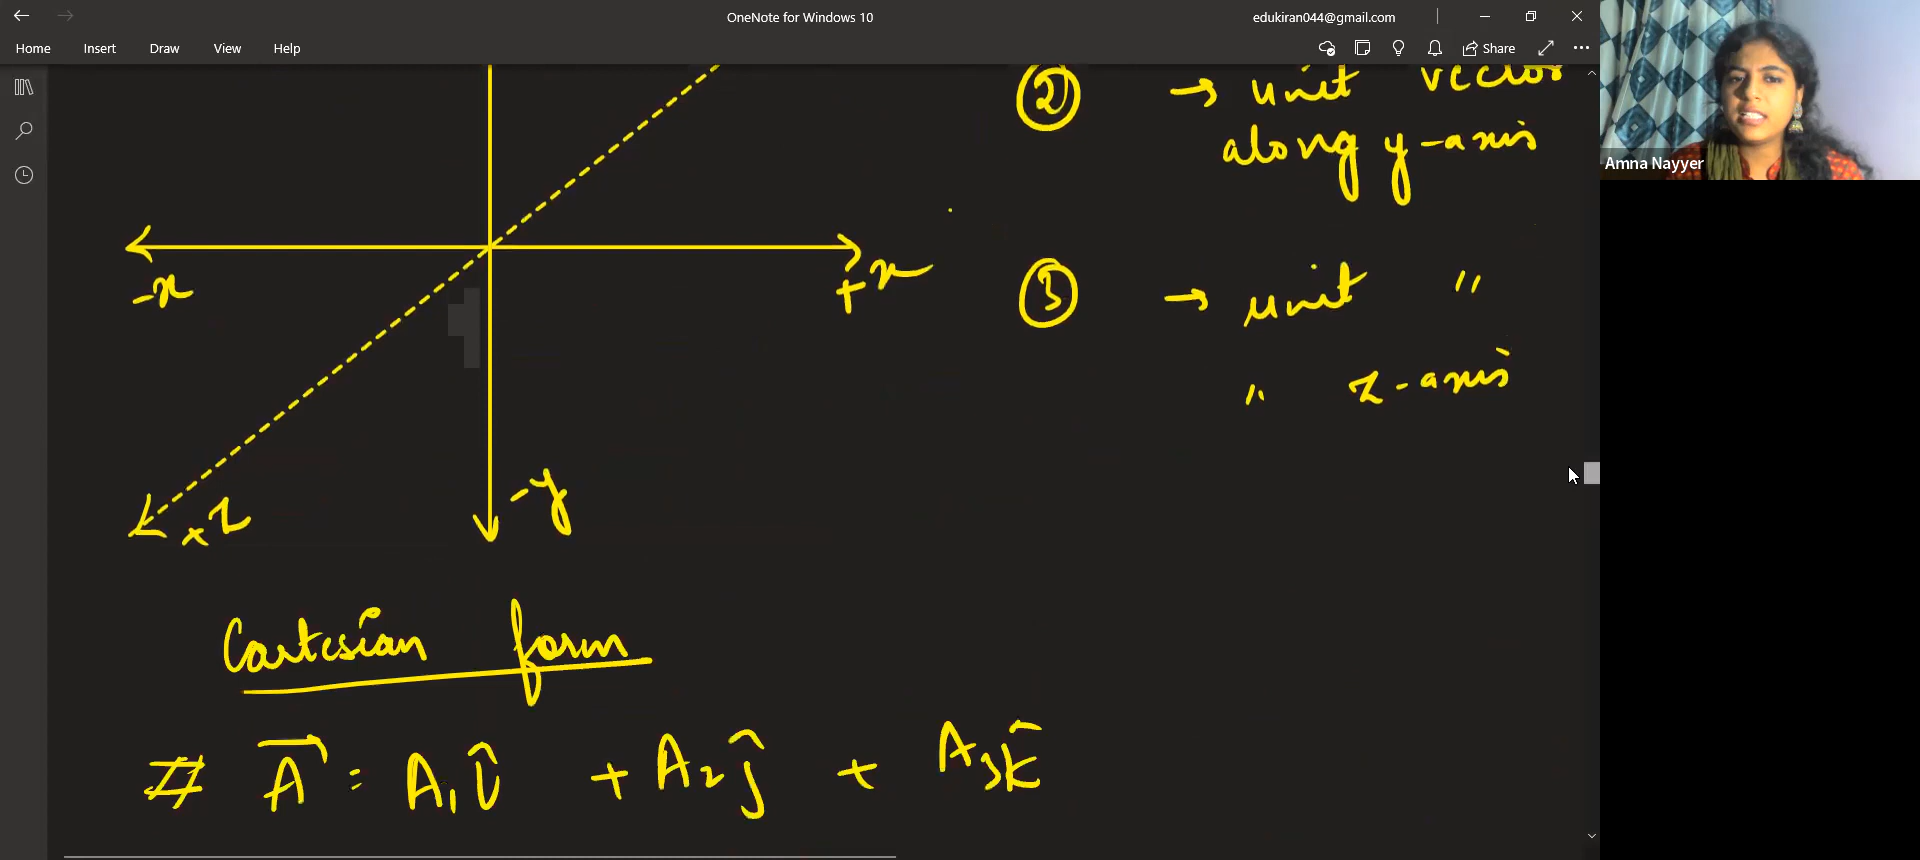 OneNote for Windows 10
edukiran044@gmail.com
Home Insert Draw View Help
Share
② → unit vector
along y-axis
-x
+x
③ → unit "
" z-axis
-y
+z
Cartesian form
# A⃗ = A₁î + A₂ĵ + A₃k̂
Amna Nayyer